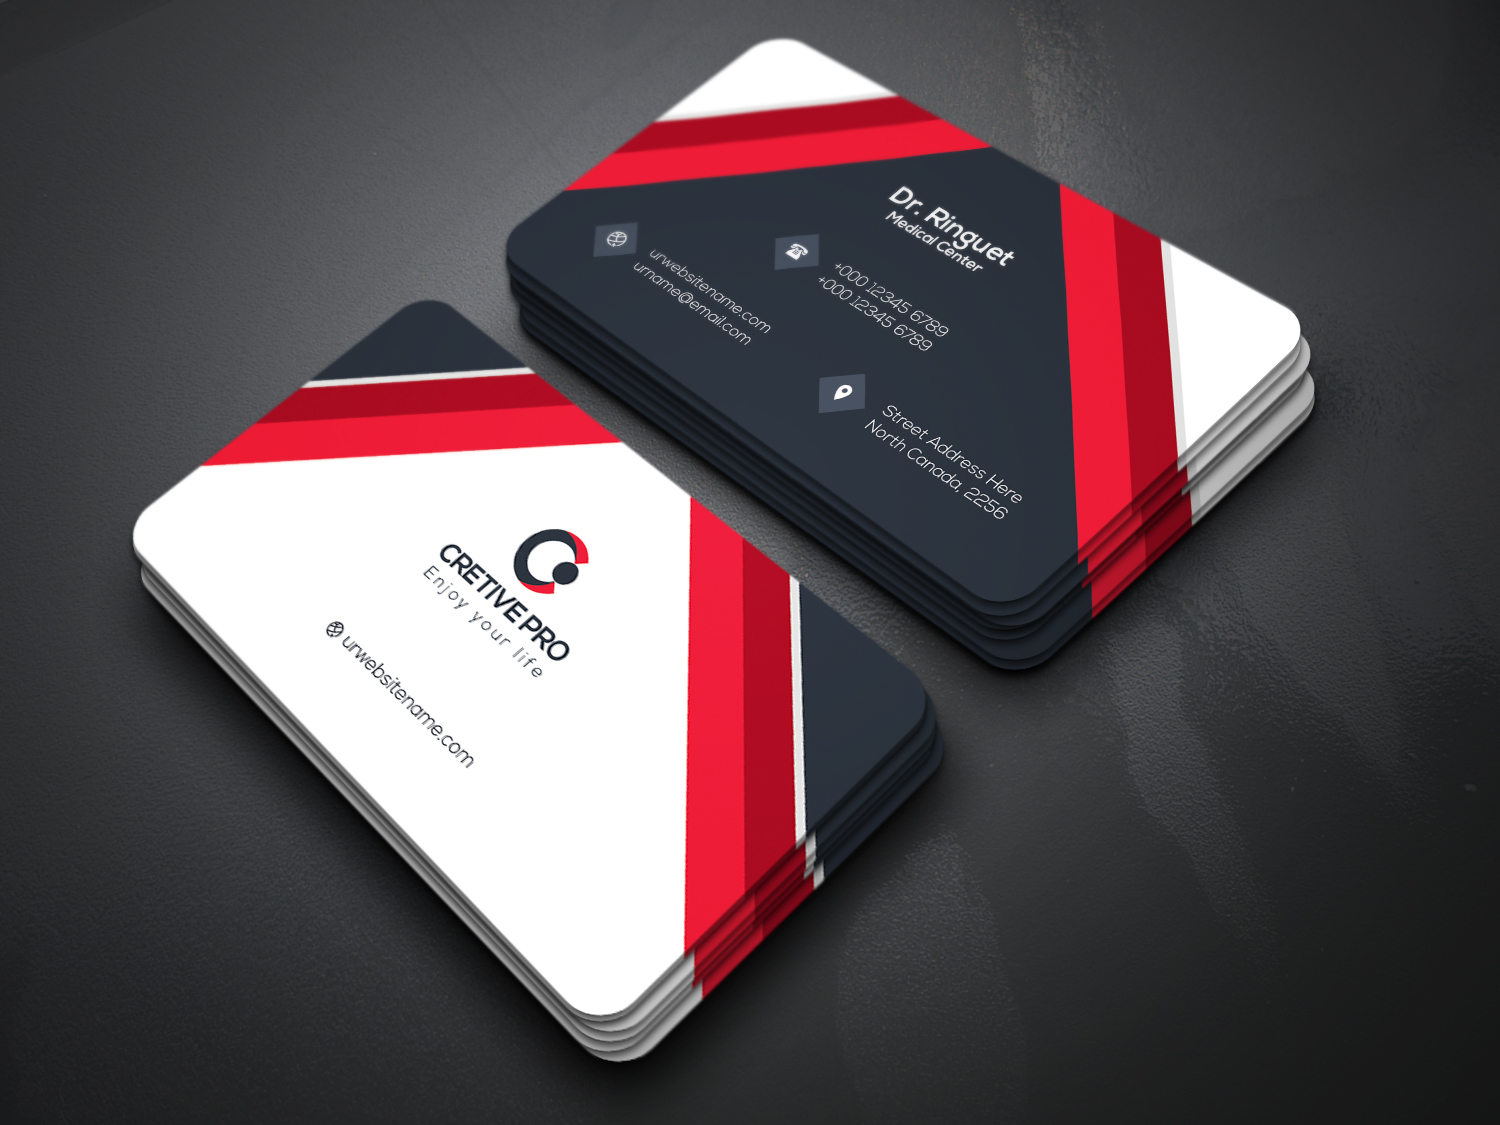 Dr. Ringuet
Medical Center
urwebsitename.com
urname@email.com
+000 12345 6789
+000 12345 6789
Street Address Here
North Canada, 2256
CRETIVE PRO
Enjoy your life
urwebsitename.com